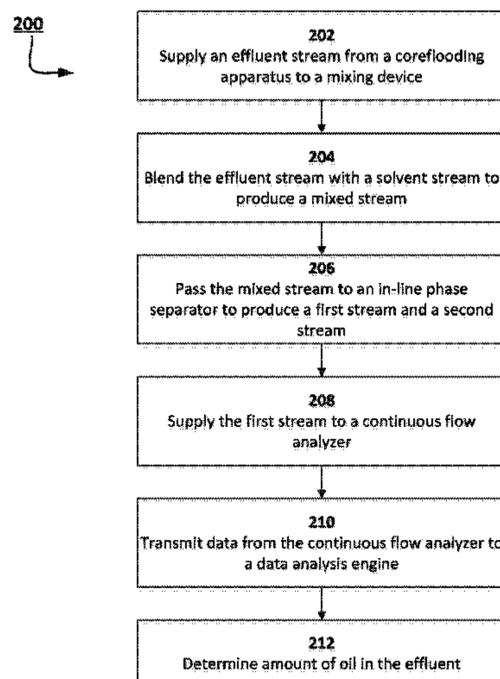 200
202
Supply an effluent stream from a coreflooding
apparatus to a mixing device
204
Blend the effluent stream with a solvent stream to
produce a mixed stream
206
Pass the mixed stream to an in-line phase
separator to produce a first stream and a second
stream
208
Supply the first stream to a continuous flow
analyzer
210
Transmit data from the continuous flow analyzer to
a data analysis engine
212
Determine amount of oil in the effluent